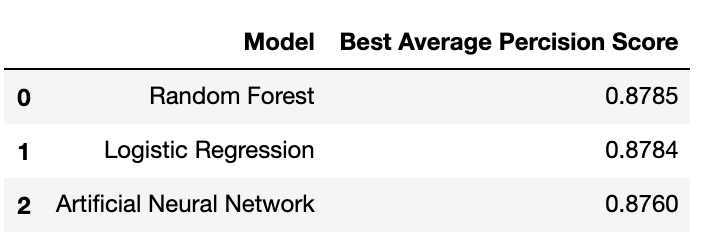 Model Best Average Percision Score
0 Random Forest 0.8785
1 Logistic Regression 0.8784
2 Artificial Neural Network 0.8760